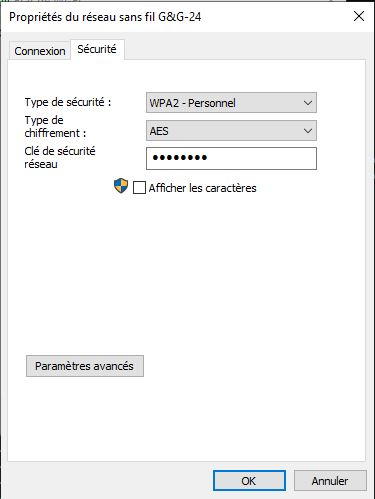 Propriétés du réseau sans fil G&G-24
Connexion
Sécurité
Type de sécurité :
WPA2 - Personnel
Type de
chiffrement :
AES
Clé de sécurité
réseau
●●●●●●●●
Afficher les caractères
Paramètres avancés
OK
Annuler